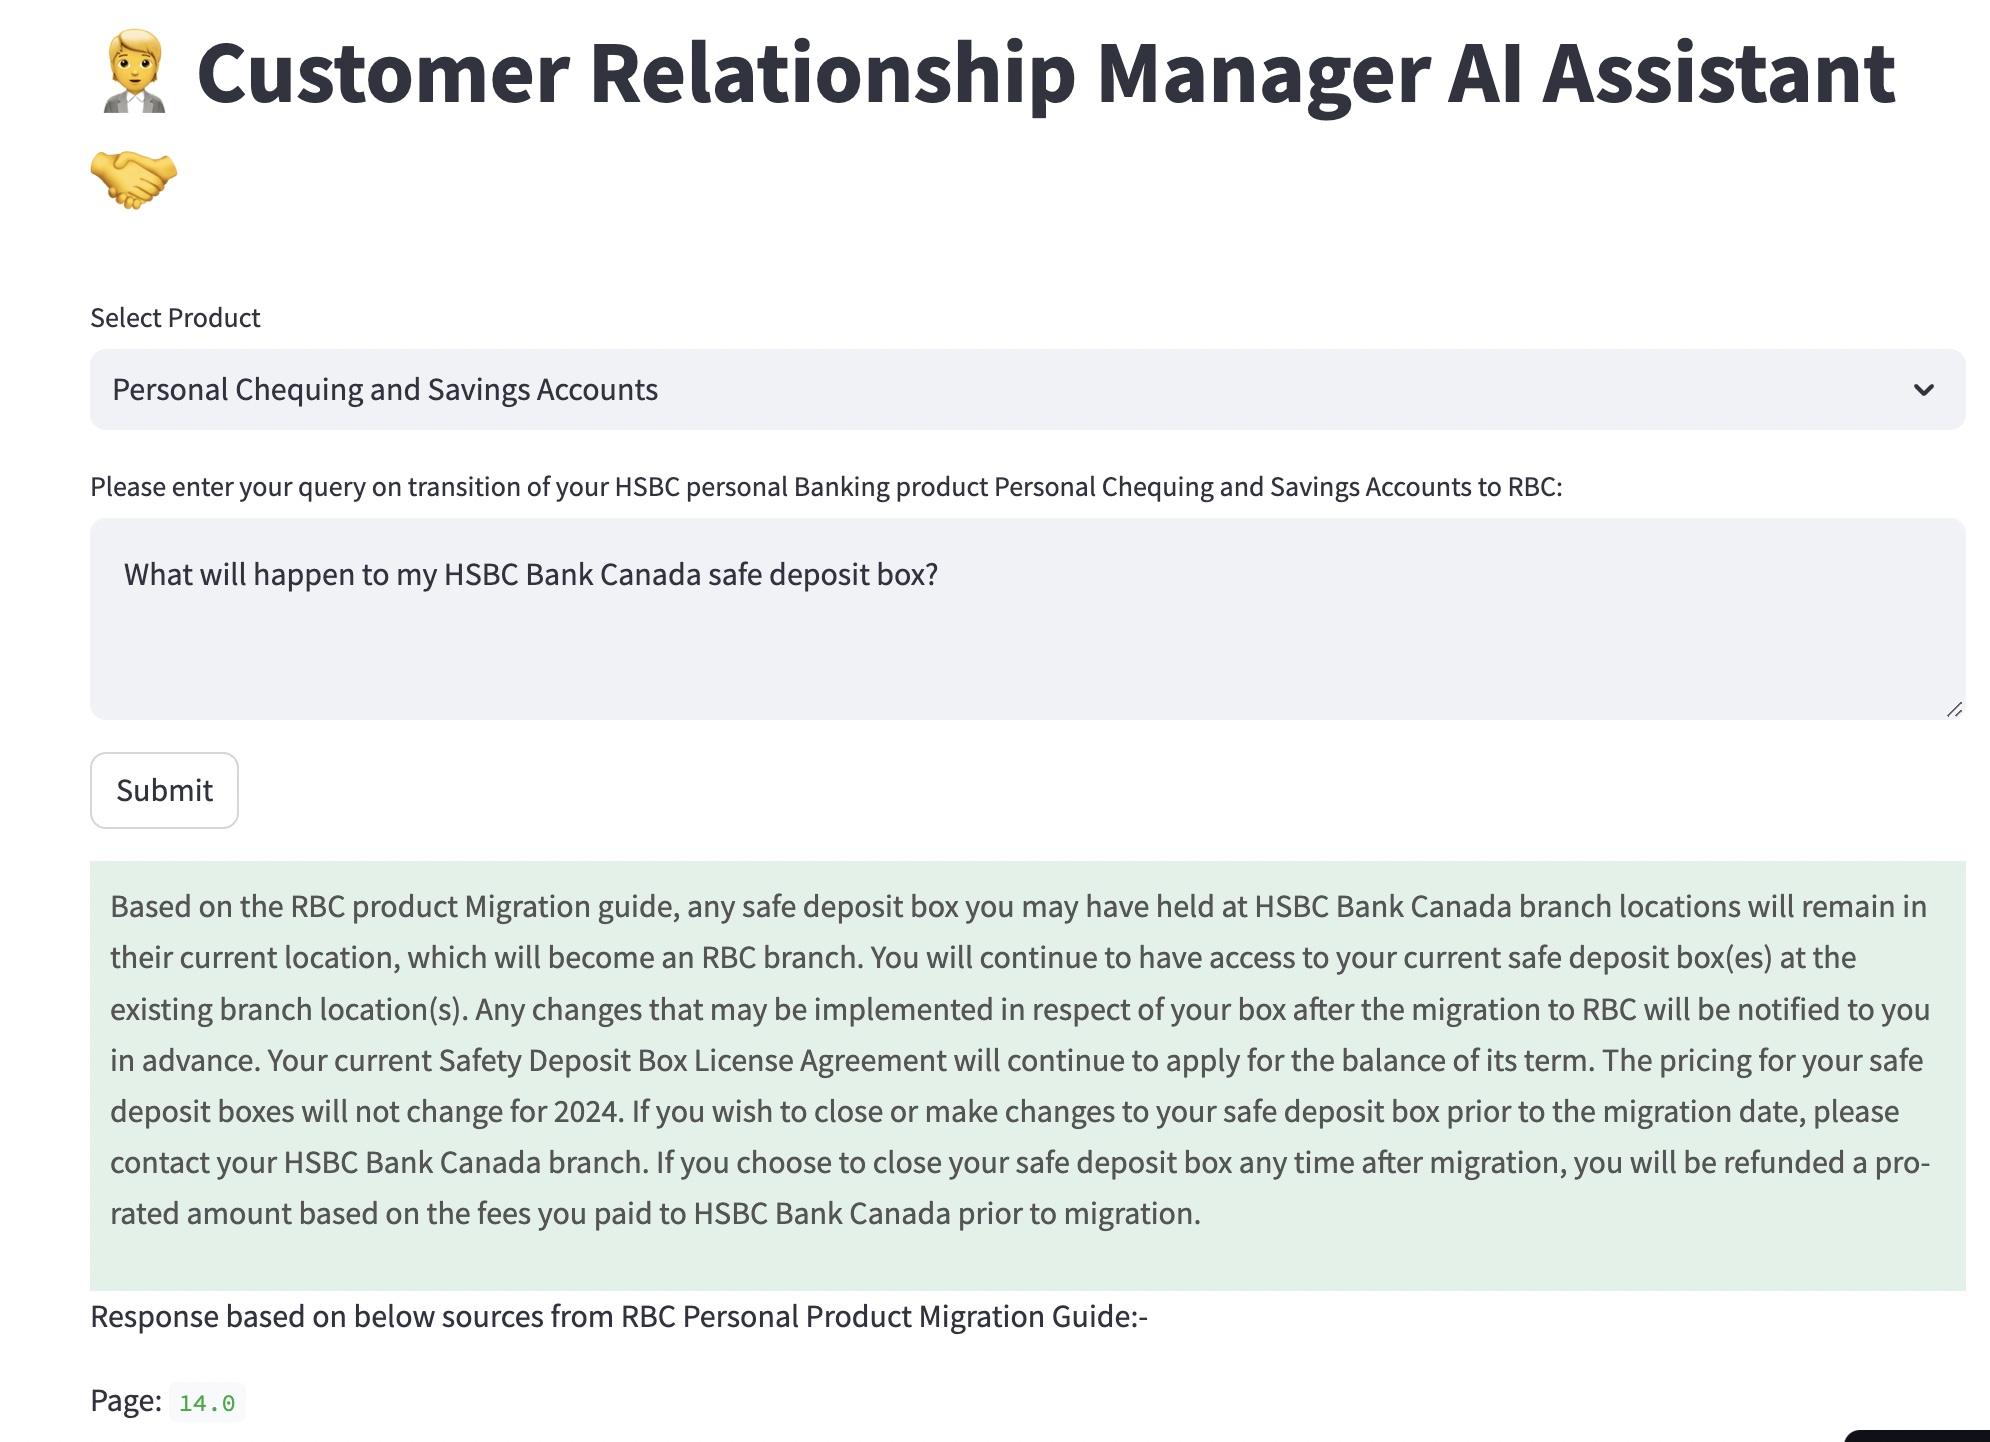 Customer Relationship Manager AI Assistant
Select Product
Personal Chequing and Savings Accounts
Please enter your query on transition of your HSBC personal Banking product Personal Chequing and Savings Accounts to RBC:
What will happen to my HSBC Bank Canada safe deposit box?
Submit
Based on the RBC product Migration guide, any safe deposit box you may have held at HSBC Bank Canada branch locations will remain in
their current location, which will become an RBC branch. You will continue to have access to your current safe deposit box(es) at the
existing branch location(s). Any changes that may be implemented in respect of your box after the migration to RBC will be notified to you
in advance. Your current Safety Deposit Box License Agreement will continue to apply for the balance of its term. The pricing for your safe
deposit boxes will not change for 2024. If you wish to close or make changes to your safe deposit box prior to the migration date, please
contact your HSBC Bank Canada branch. If you choose to close your safe deposit box any time after migration, you will be refunded a pro-
rated amount based on the fees you paid to HSBC Bank Canada prior to migration.
Response based on below sources from RBC Personal Product Migration Guide:-
Page: 14.0